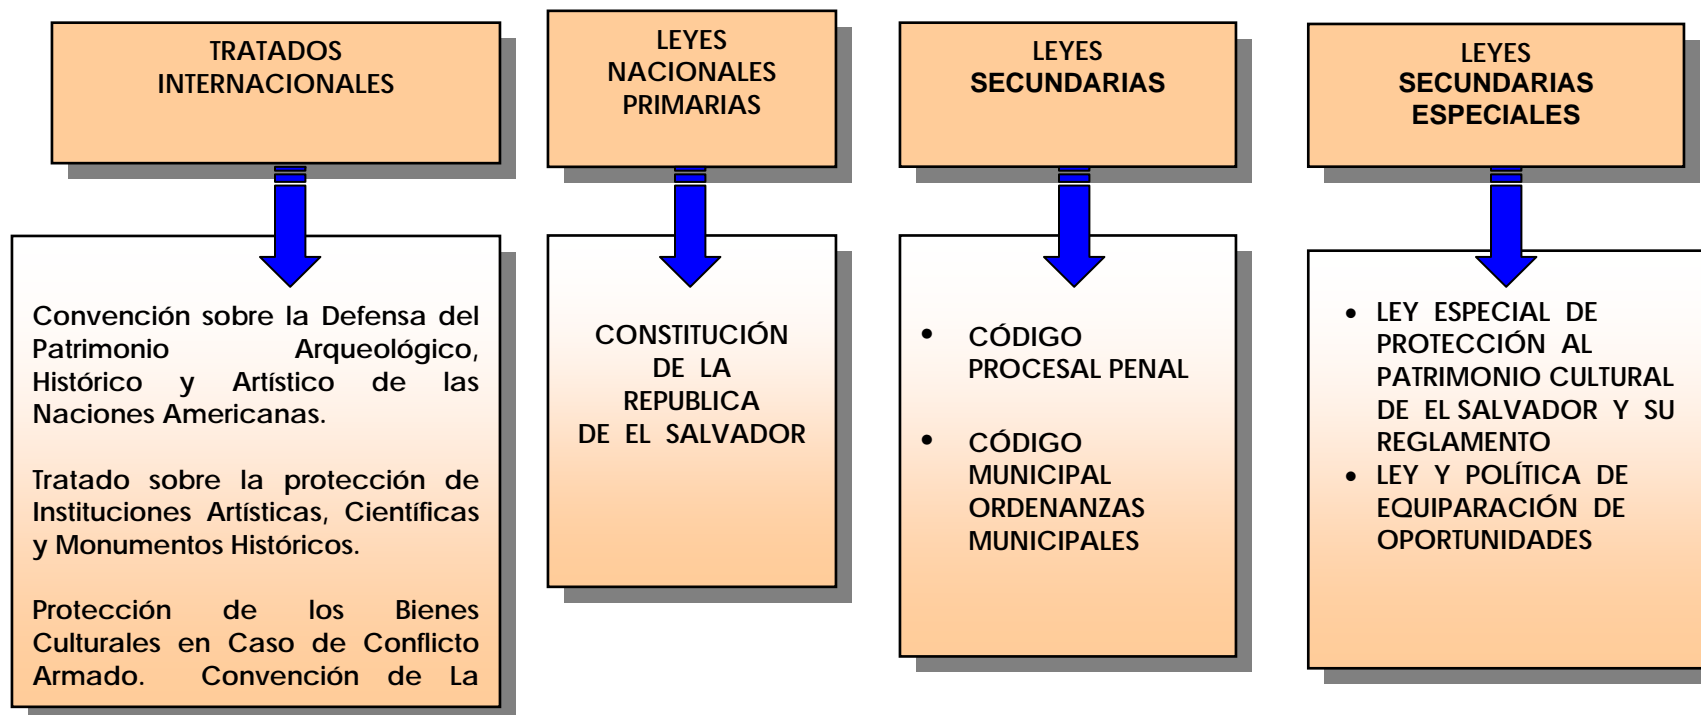 TRATADOS
INTERNACIONALES
Convención sobre la Defensa del
Patrimonio Arqueológico,
Histórico y Artístico de las
Naciones Americanas.
Tratado sobre la protección de
Instituciones Artísticas, Científicas
y Monumentos Históricos.
Protección de los Bienes
Culturales en Caso de Conflicto
Armado. Convención de La
LEYES
NACIONALES
PRIMARIAS
CONSTITUCIÓN
DE LA
REPUBLICA
DE EL SALVADOR
LEYES
SECUNDARIAS
• CÓDIGO
PROCESAL PENAL
• CÓDIGO
MUNICIPAL
ORDENANZAS
MUNICIPALES
LEYES
SECUNDARIAS
ESPECIALES
• LEY ESPECIAL DE
PROTECCIÓN AL
PATRIMONIO CULTURAL
DE EL SALVADOR Y SU
REGLAMENTO
• LEY Y POLÍTICA DE
EQUIPARACIÓN DE
OPORTUNIDADES